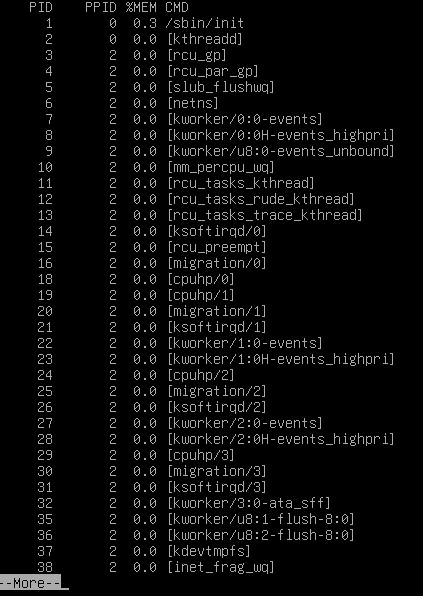 PID PPID %MEM CMD
1 0 0.3 /sbin/init
2 0 0.0 [kthreadd]
3 2 0.0 [rcu_gp]
4 2 0.0 [rcu_par_gp]
5 2 0.0 [slub_flushwq]
6 2 0.0 [netns]
7 2 0.0 [kworker/0:0-events]
8 2 0.0 [kworker/0:0H-events_highpri]
9 2 0.0 [kworker/u8:0-events_unbound]
10 2 0.0 [mm_percpu_wq]
11 2 0.0 [rcu_tasks_kthread]
12 2 0.0 [rcu_tasks_rude_kthread]
13 2 0.0 [rcu_tasks_trace_kthread]
14 2 0.0 [ksoftirqd/0]
15 2 0.0 [rcu_preempt]
16 2 0.0 [migration/0]
18 2 0.0 [cpuhp/0]
19 2 0.0 [cpuhp/1]
20 2 0.0 [migration/1]
21 2 0.0 [ksoftirqd/1]
22 2 0.0 [kworker/1:0-events]
23 2 0.0 [kworker/1:0H-events_highpri]
24 2 0.0 [cpuhp/2]
25 2 0.0 [migration/2]
26 2 0.0 [ksoftirqd/2]
27 2 0.0 [kworker/2:0-events]
28 2 0.0 [kworker/2:0H-events_highpri]
29 2 0.0 [cpuhp/3]
30 2 0.0 [migration/3]
31 2 0.0 [ksoftirqd/3]
32 2 0.0 [kworker/3:0-ata_sff]
35 2 0.0 [kworker/u8:1-flush-8:0]
36 2 0.0 [kworker/u8:2-flush-8:0]
37 2 0.0 [kdevtmpfs]
38 2 0.0 [inet_frag_wq]
--More--_